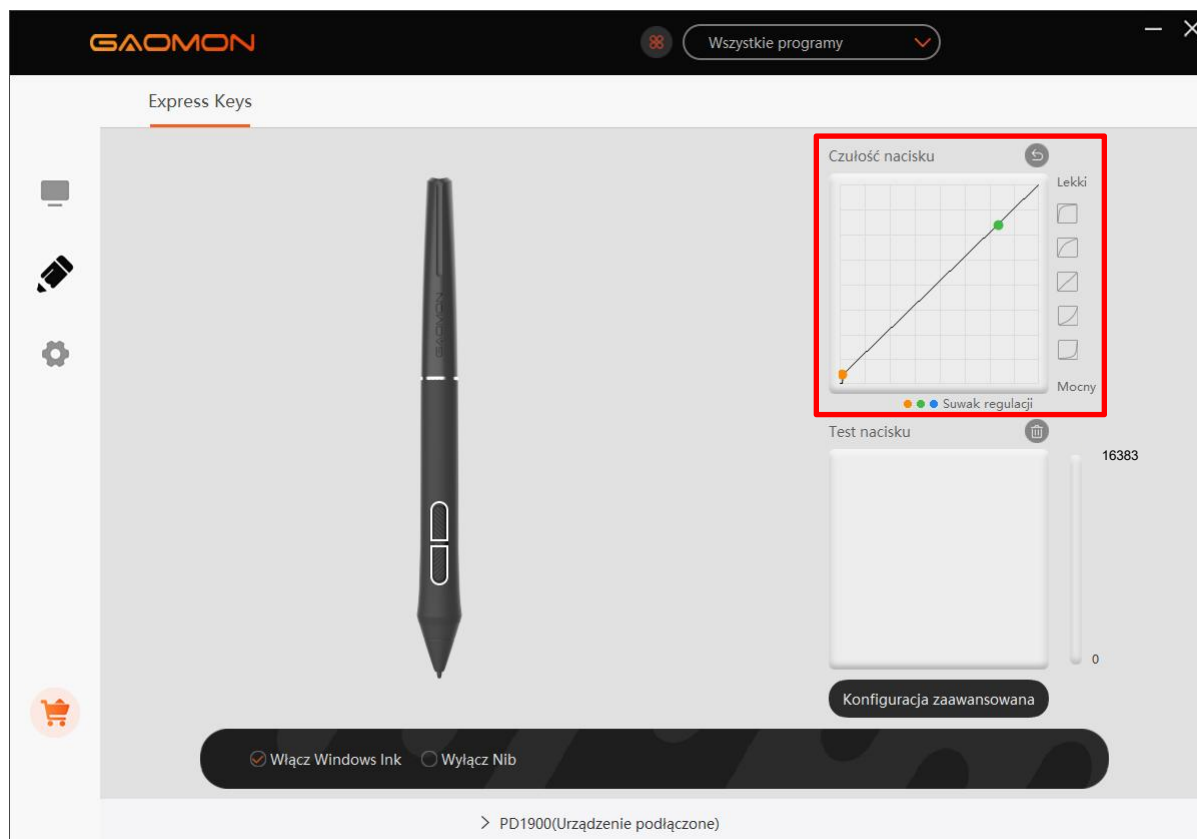 GAOMON
Wszystkie programy
Express Keys
Czułość nacisku
Lekki
Mocny
Suwak regulacji
Test nacisku
16383
0
GAOMON
Konfiguracja zaawansowana
Włącz Windows Ink
Wyłącz Nib
> PD1900(Urządzenie podłączone)